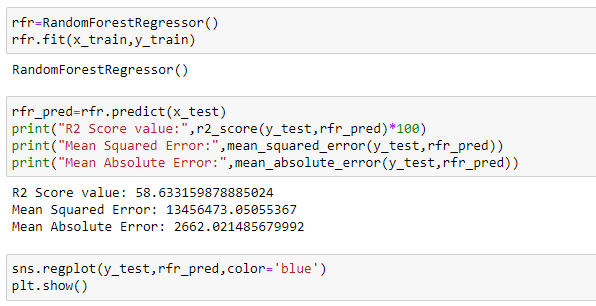 rfr=RandomForestRegressor()
rfr.fit(x_train,y_train)
RandomForestRegressor()
rfr_pred=rfr.predict(x_test)
print("R2 Score value:",r2_score(y_test,rfr_pred)*100)
print("Mean Squared Error:",mean_squared_error(y_test,rfr_pred))
print("Mean Absolute Error:",mean_absolute_error(y_test,rfr_pred))
R2 Score value: 58.633159878885024
Mean Squared Error: 13456473.05055367
Mean Absolute Error: 2662.021485679992
sns.regplot(y_test,rfr_pred,color='blue')
plt.show()